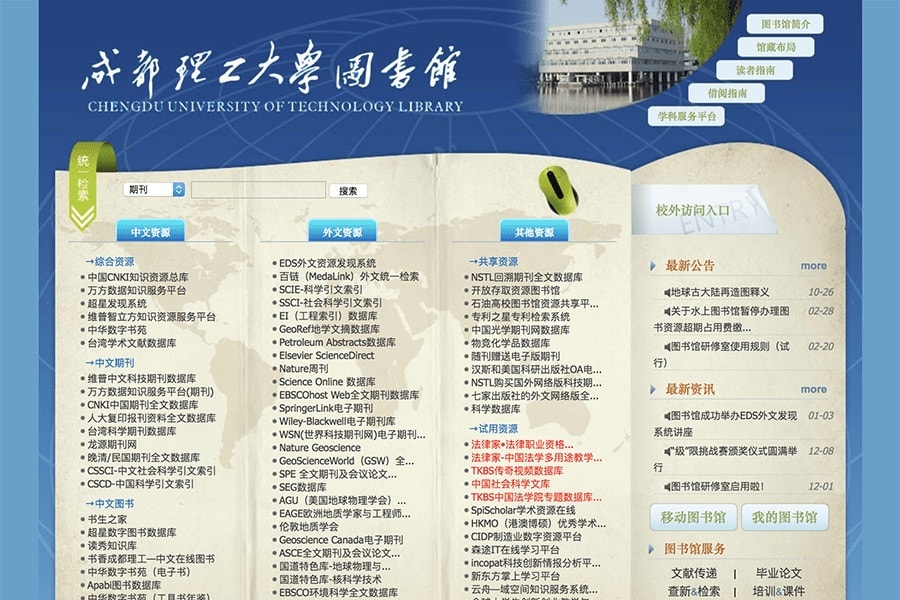 成都理工大學圖書館
CHENGDU UNIVERSITY OF TECHNOLOGY LIBRARY
图书馆简介
馆藏布局
读者指南
借阅指南
学科服务平台
统一检索
期刊
搜索
中文资源
→综合资源
中国CNKI知识资源总库
万方数据知识服务平台
超星发现系统
维普智立方知识资源服务平台
中华数字书苑
台湾学术文献数据库
→中文期刊
维普中文科技期刊数据库
万方数据知识服务平台(期刊)
CNKI中国期刊全文数据库
人大复印报刊资料全文数据库
台湾科学期刊数据库
龙源期刊网
晚清/民国期刊全文数据库
CSSCI-中文社会科学引文索引
CSCD-中国科学引文索引
→中文图书
书生之家
超星数字图书数据库
读秀知识库
书香成都理工—中文在线图书
中华数字书苑（电子书）
Apabi图书数据库
中华数字书苑（工具书年鉴）
外文资源
EDS外文资源发现系统
百链（MedaLink）外文统一检索
SCIE-科学引文索引
SSCI-社会科学引文索引
EI（工程索引）数据库
GeoRef地学文摘数据库
Petroleum Abstracts数据库
Elsevier ScienceDirect
Nature周刊
Science Online 数据库
EBSCOhost Web全文期刊数据库
SpringerLink电子期刊
Wiley-Blackwell电子期刊库
WSN(世界科技期刊网)电子期刊...
Nature Geoscience
GeoScienceWorld（GSW）全...
SPE 全文期刊及会议论文...
SEG数据库
AGU（美国地球物理学会）...
EAGE欧洲地质学家与工程师...
伦敦地质学会
Geoscience Canada电子期刊
ASCE全文期刊及会议论文...
国道特色库-地球物理与...
国道特色库-核科学技术
EBSCO环境科学全文数据库
其他资源
→共享资源
NSTL回溯期刊全文数据库
开放存取资源图书馆
石油高校图书馆资源共享平...
专利之星专利检索系统
中国光学期刊网数据库
物竞化学品数据库
随刊赠送电子版期刊
汉斯和美国科研出版社OA电...
NSTL购买国外网络版科技期...
七家出版社的外文网络版全...
科学数据库
→试用资源
法律家•法律职业资格...
法律家-中国法学多用途教学...
TKBS传奇视频数据库
中国社会科学文库
TKBS中国法学院专题数据库...
SpiScholar学术资源在线
HKMO（港澳博硕）优秀学术...
CIDP制造业数字资源平台
森途IT在线学习平台
incopat科技创新情报分析平...
新东方掌上学习平台
云舟—域空间知识服务系统...
校外访问入口
ENTRY
最新公告 more
地球古大陆再造图释义 10-26
关于水上图书馆暂停办理图 02-28
书资源超期占用费缴...
图书馆研修室使用规则（试 02-20
行）
最新资讯 more
图书馆成功举办EDS外文发现 01-03
系统讲座
“级”限挑战赛颁奖仪式圆满举 12-08
行
图书馆研修室启用啦! 12-01
移动图书馆 我的图书馆
图书馆服务
文献传递 | 毕业论文
查新&检索 | 培训&课件